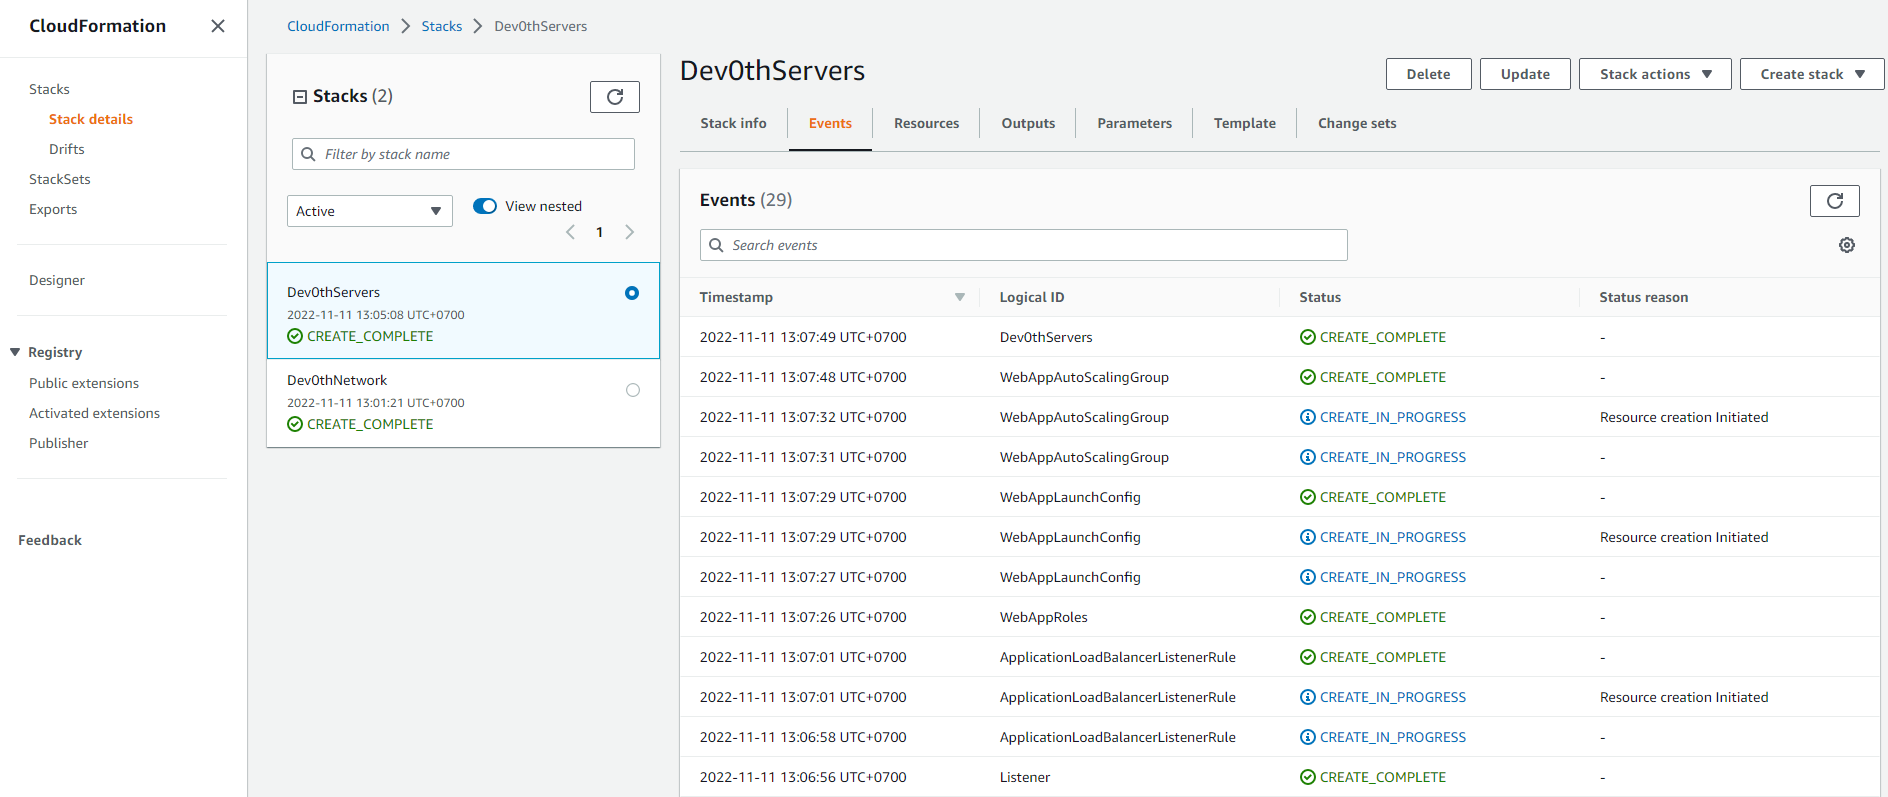 CloudFormation
Stacks
Stack details
Drifts
StackSets
Exports
Designer
Registry
Public extensions
Activated extensions
Publisher
Feedback
CloudFormation > Stacks > Dev0thServers
Stacks (2)
Filter by stack name
Active
View nested
1
Dev0thServers
2022-11-11 13:05:08 UTC+0700
CREATE_COMPLETE
Dev0thNetwork
2022-11-11 13:01:21 UTC+0700
CREATE_COMPLETE
Dev0thServers
Delete Update Stack actions Create stack
Stack info Events Resources Outputs Parameters Template Change sets
Events (29)
Search events
Timestamp Logical ID Status Status reason
2022-11-11 13:07:49 UTC+0700 Dev0thServers CREATE_COMPLETE -
2022-11-11 13:07:48 UTC+0700 WebAppAutoScalingGroup CREATE_COMPLETE -
2022-11-11 13:07:32 UTC+0700 WebAppAutoScalingGroup CREATE_IN_PROGRESS Resource creation Initiated
2022-11-11 13:07:31 UTC+0700 WebAppAutoScalingGroup CREATE_IN_PROGRESS -
2022-11-11 13:07:29 UTC+0700 WebAppLaunchConfig CREATE_COMPLETE -
2022-11-11 13:07:29 UTC+0700 WebAppLaunchConfig CREATE_IN_PROGRESS Resource creation Initiated
2022-11-11 13:07:27 UTC+0700 WebAppLaunchConfig CREATE_IN_PROGRESS -
2022-11-11 13:07:26 UTC+0700 WebAppRoles CREATE_COMPLETE -
2022-11-11 13:07:01 UTC+0700 ApplicationLoadBalancerListenerRule CREATE_COMPLETE -
2022-11-11 13:07:01 UTC+0700 ApplicationLoadBalancerListenerRule CREATE_IN_PROGRESS Resource creation Initiated
2022-11-11 13:06:58 UTC+0700 ApplicationLoadBalancerListenerRule CREATE_IN_PROGRESS -
2022-11-11 13:06:56 UTC+0700 Listener CREATE_COMPLETE -